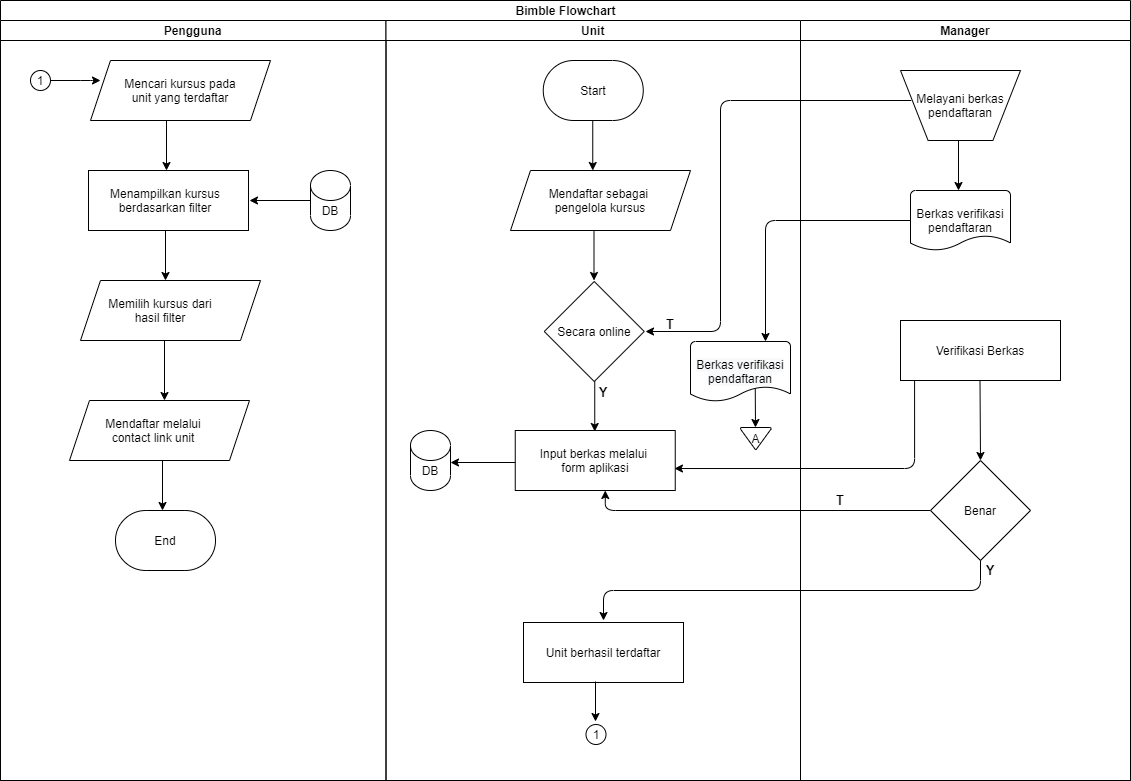 Bimble Flowchart
Pengguna
Unit
Manager
1
Mencari kursus pada
unit yang terdaftar
Menampilkan kursus
berdasarkan filter
DB
Memilih kursus dari
hasil filter
Mendaftar melalui
contact link unit
End
Start
Mendaftar sebagai
pengelola kursus
Secara online
T
Y
Berkas verifikasi
pendaftaran
A
Input berkas melalui
form aplikasi
DB
Unit berhasil terdaftar
1
Melayani berkas
pendaftaran
Berkas verifikasi
pendaftaran
Verifikasi Berkas
Benar
T
Y